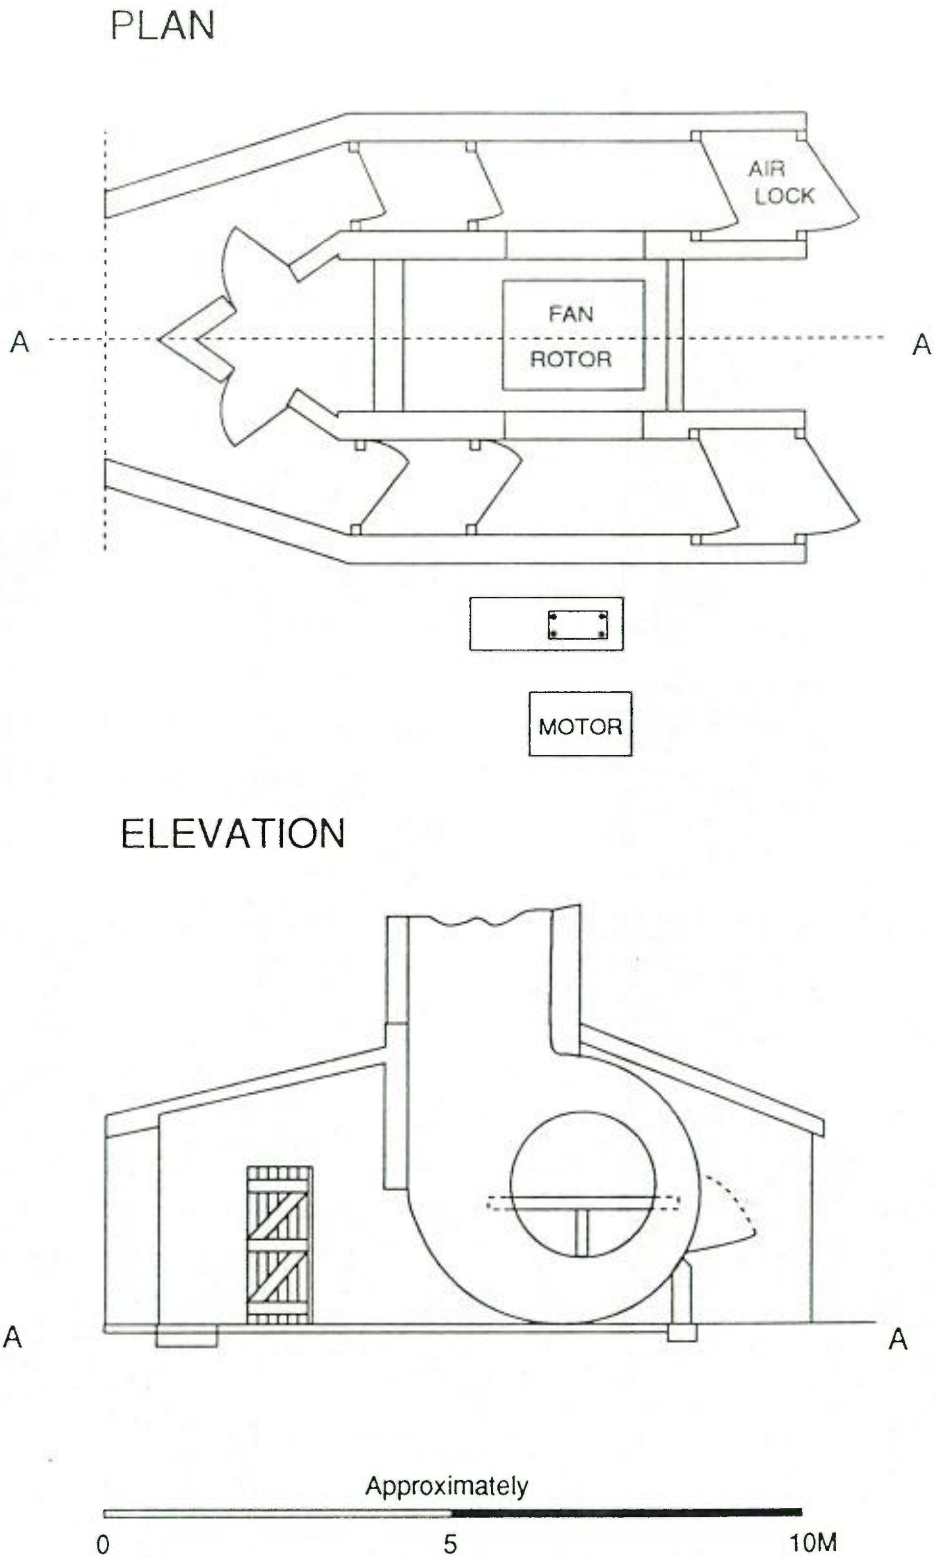 PLAN
AIR
LOCK
A
FAN
ROTOR
A
MOTOR
ELEVATION
A
A
Approximately
0 5 10M